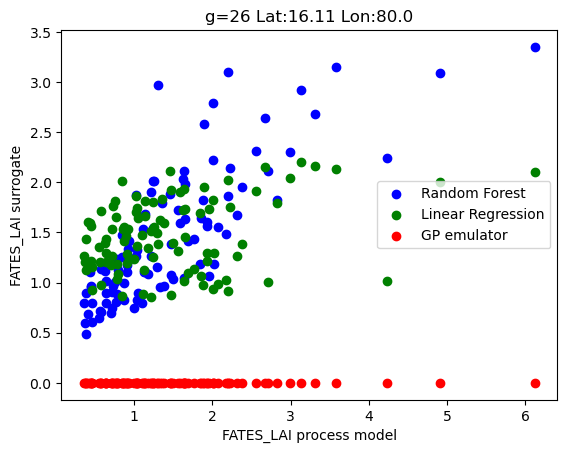 g=26 Lat:16.11 Lon:80.0
3.5
3.0
2.5
2.0
1.5
1.0
0.5
0.0
FATES_LAI surrogate
Random Forest
Linear Regression
GP emulator
1 2 3 4 5 6
FATES_LAI process model